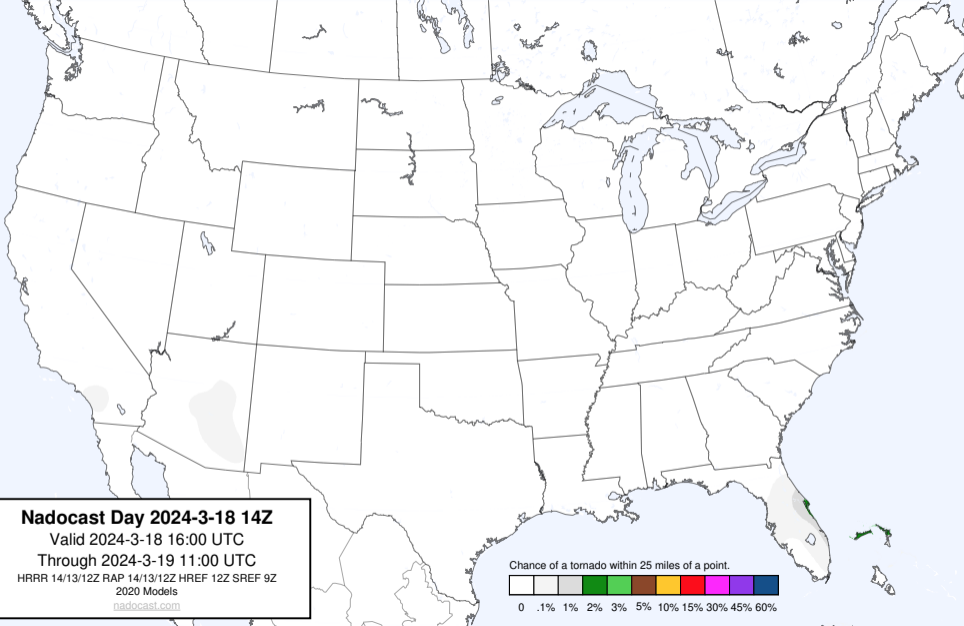 Nadocast Day 2024-3-18 14Z
Valid 2024-3-18 16:00 UTC
Through 2024-3-19 11:00 UTC
HRRR 14/13/12Z RAP 14/13/12Z HREF 12Z SREF 9Z
2020 Models
nadocast.com
Chance of a tornado within 25 miles of a point.
0 .1% 1% 2% 3% 5% 10% 15% 30% 45% 60%